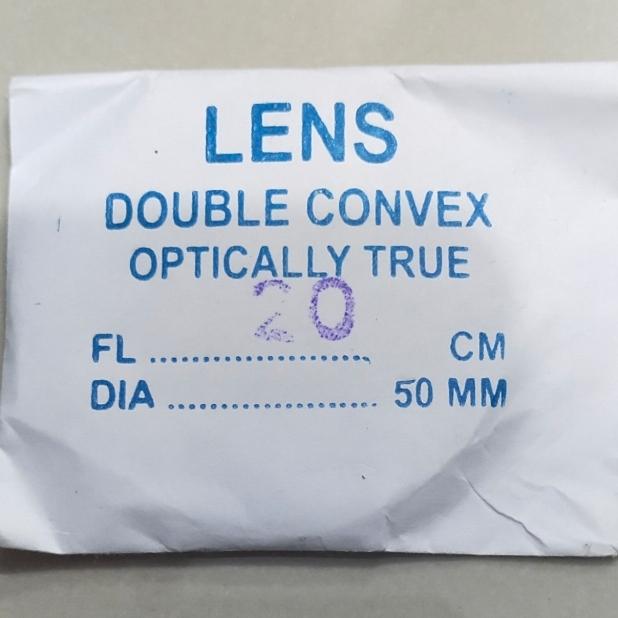 LENS
DOUBLE CONVEX
OPTICALLY TRUE
20
FL ........................ CM
DIA ....................... 50 MM